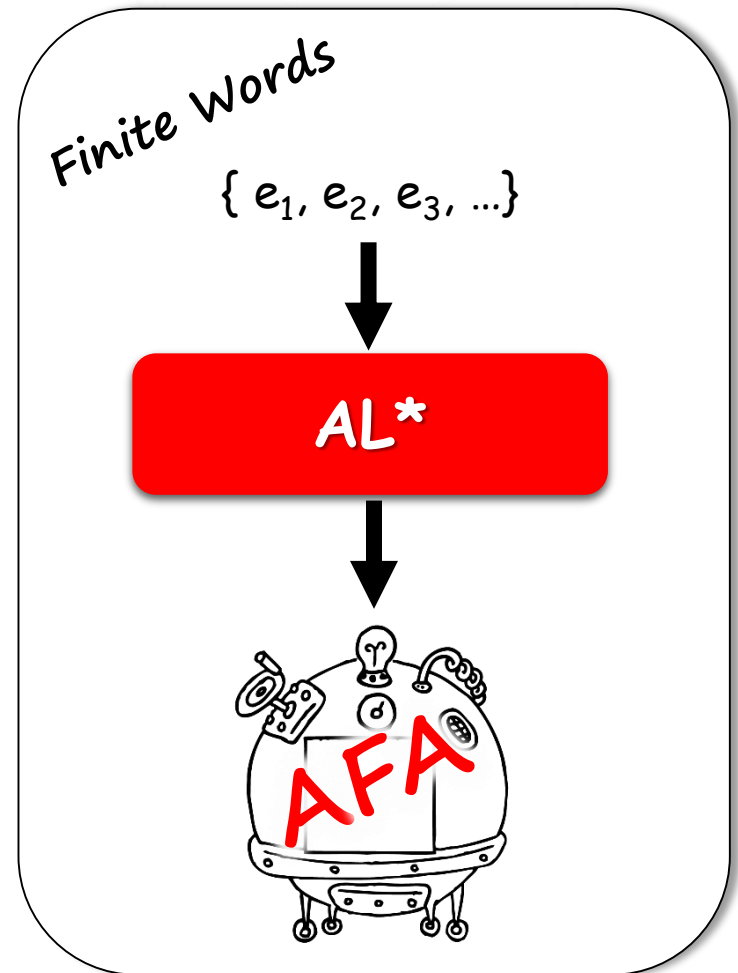 Finite Words
{ e₁, e₂, e₃, ...}
AL*
AFA